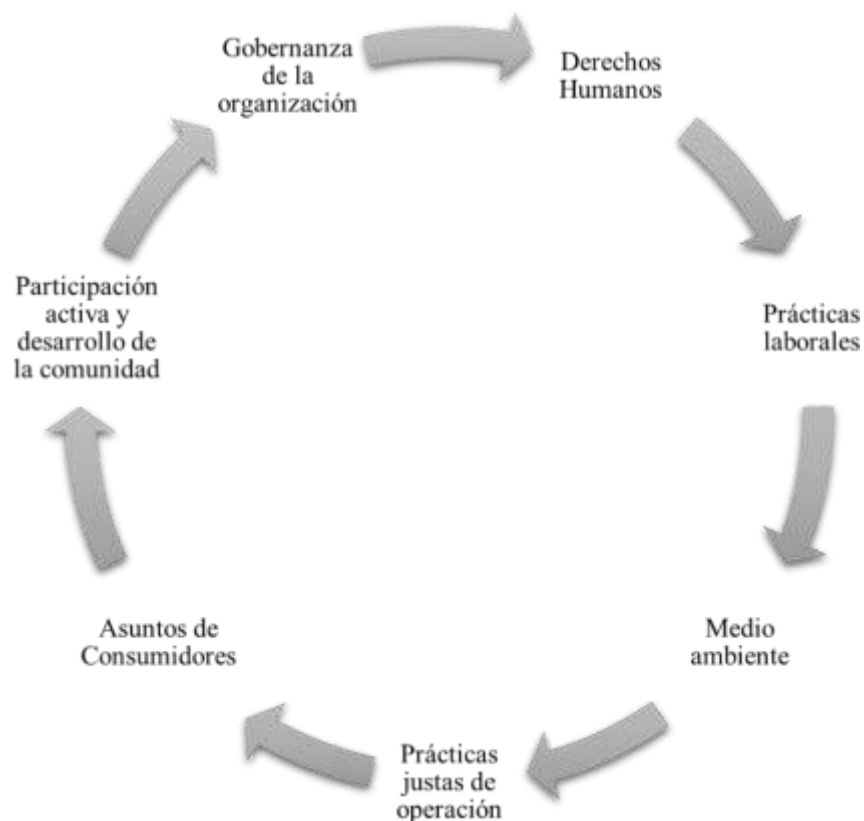 Gobernanza
de la
organización
Derechos
Humanos
Prácticas
laborales
Medio
ambiente
Prácticas
justas de
operación
Asuntos de
Consumidores
Participación
activa y
desarrollo de
la comunidad